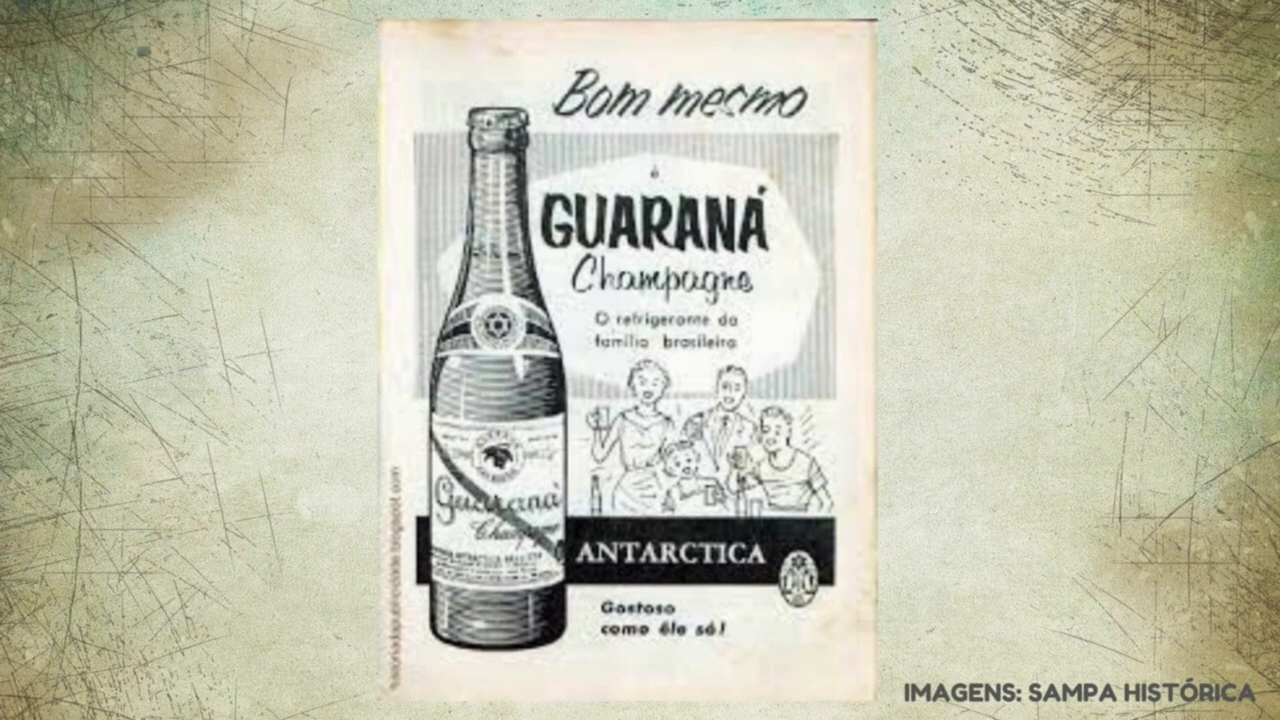 Bom mesmo
é
GUARANÁ
Champagne
O refrigerante da
família brasileira
Guaraná
Champagne
ANTARCTICA
Gostoso
como êle só!
IMAGENS: SAMPA HISTÓRICA